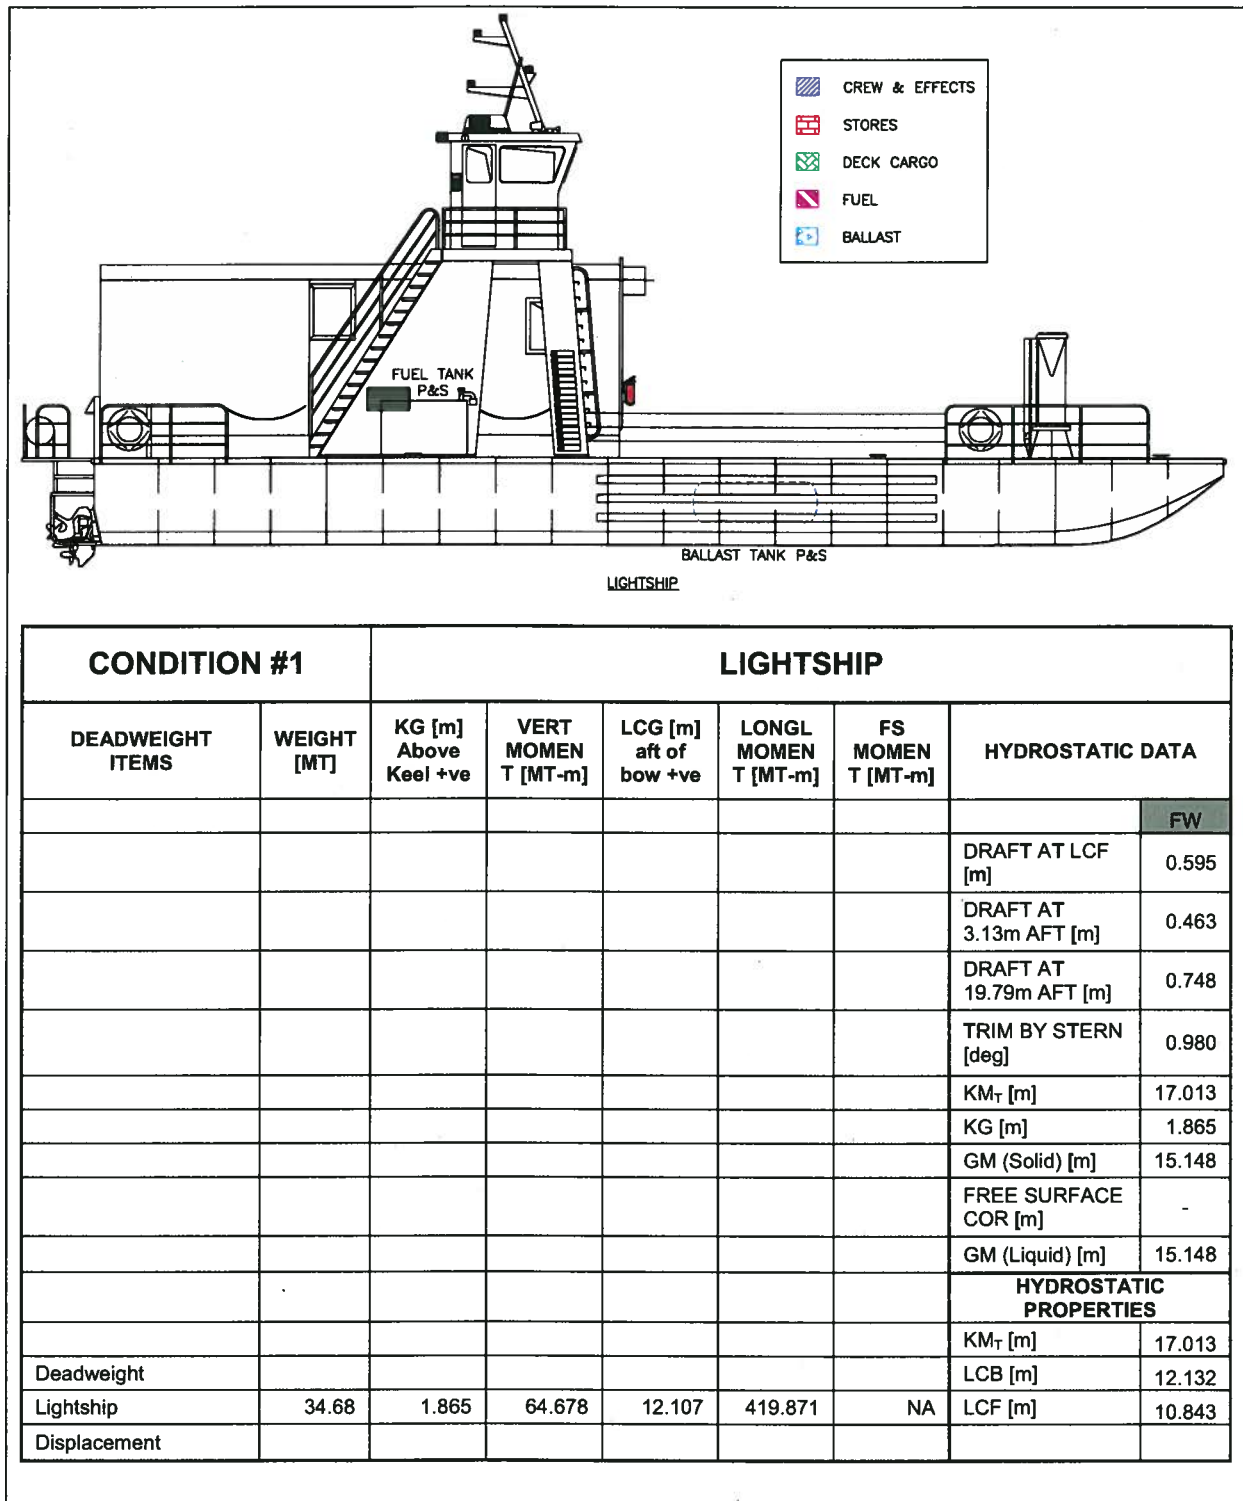 CREW & EFFECTS
STORES
DECK CARGO
FUEL
BALLAST
FUEL TANK
P&S
BALLAST TANK P&S
LIGHTSHIP
CONDITION #1
LIGHTSHIP
DEADWEIGHT
ITEMS
WEIGHT
[MT]
KG [m]
Above
Keel +ve
VERT
MOMEN
T [MT-m]
LCG [m]
aft of
bow +ve
LONGL
MOMEN
T [MT-m]
FS
MOMEN
T [MT-m]
HYDROSTATIC DATA
FW
DRAFT AT LCF
[m]
0.595
DRAFT AT
3.13m AFT [m]
0.463
DRAFT AT
19.79m AFT [m]
0.748
TRIM BY STERN
[deg]
0.980
KMT [m] 17.013
KG [m] 1.865
GM (Solid) [m] 15.148
FREE SURFACE
COR [m]
-
GM (Liquid) [m] 15.148
HYDROSTATIC
PROPERTIES
KMT [m] 17.013
Deadweight LCB [m] 12.132
Lightship 34.68 1.865 64.678 12.107 419.871 NA LCF [m] 10.843
Displacement